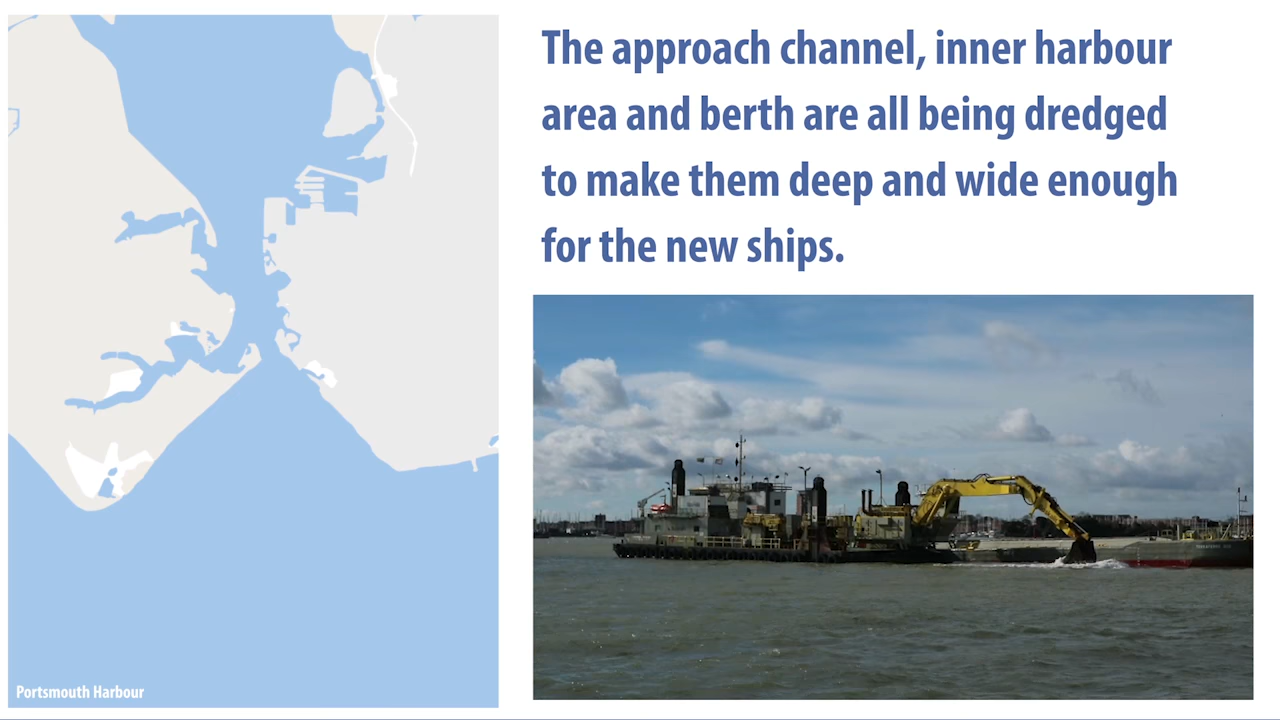 The approach channel, inner harbour
area and berth are all being dredged
to make them deep and wide enough
for the new ships.
Portsmouth Harbour